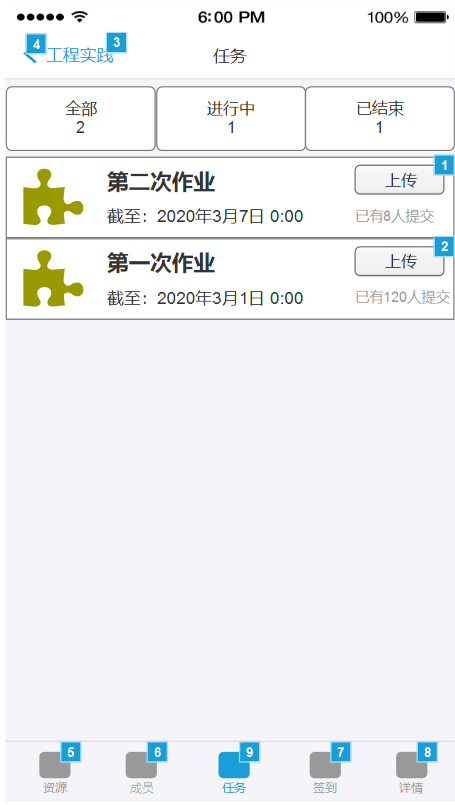 6:00 PM 100%
4 工程实践 3 任务
全部 进行中 已结束
2 1 1
第二次作业 上传 1
截至：2020年3月7日 0:00 已有8人提交
第一次作业 上传 2
截至：2020年3月1日 0:00 已有120人提交
5 6 9 7 8
资源 成员 任务 签到 详情